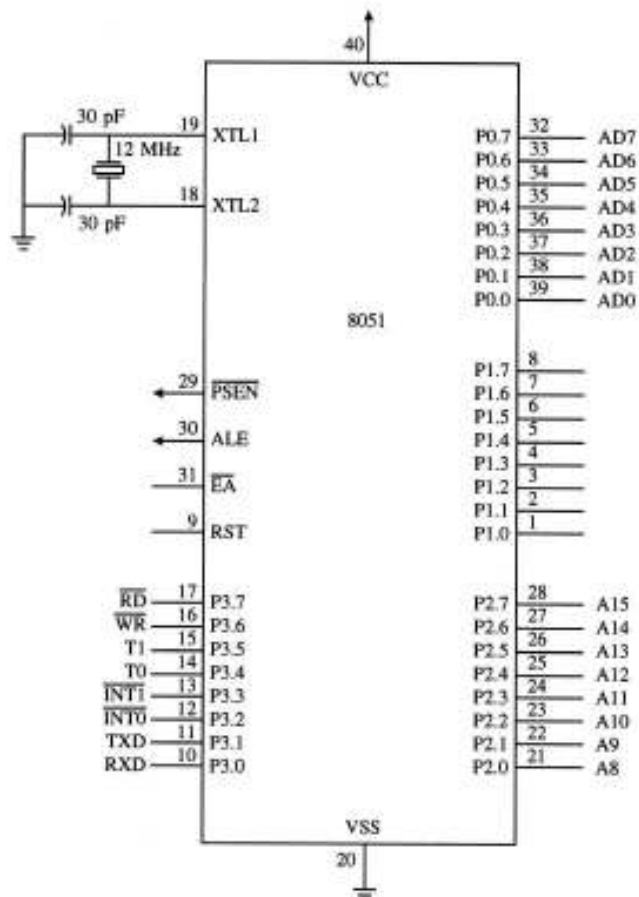 40
VCC
30 pF
19 XTL1
12 MHz
18 XTL2
30 pF
P0.7 32 AD7
P0.6 33 AD6
P0.5 34 AD5
P0.4 35 AD4
P0.3 36 AD3
P0.2 37 AD2
P0.1 38 AD1
P0.0 39 AD0
8051
29 PSEN
30 ALE
31 EA
9 RST
P1.7 8
P1.6 7
P1.5 6
P1.4 5
P1.3 4
P1.2 3
P1.1 2
P1.0 1
RD 17 P3.7
WR 16 P3.6
T1 15 P3.5
T0 14 P3.4
INT1 13 P3.3
INT0 12 P3.2
TXD 11 P3.1
RXD 10 P3.0
P2.7 28 A15
P2.6 27 A14
P2.5 26 A13
P2.4 25 A12
P2.3 24 A11
P2.2 23 A10
P2.1 22 A9
P2.0 21 A8
VSS
20